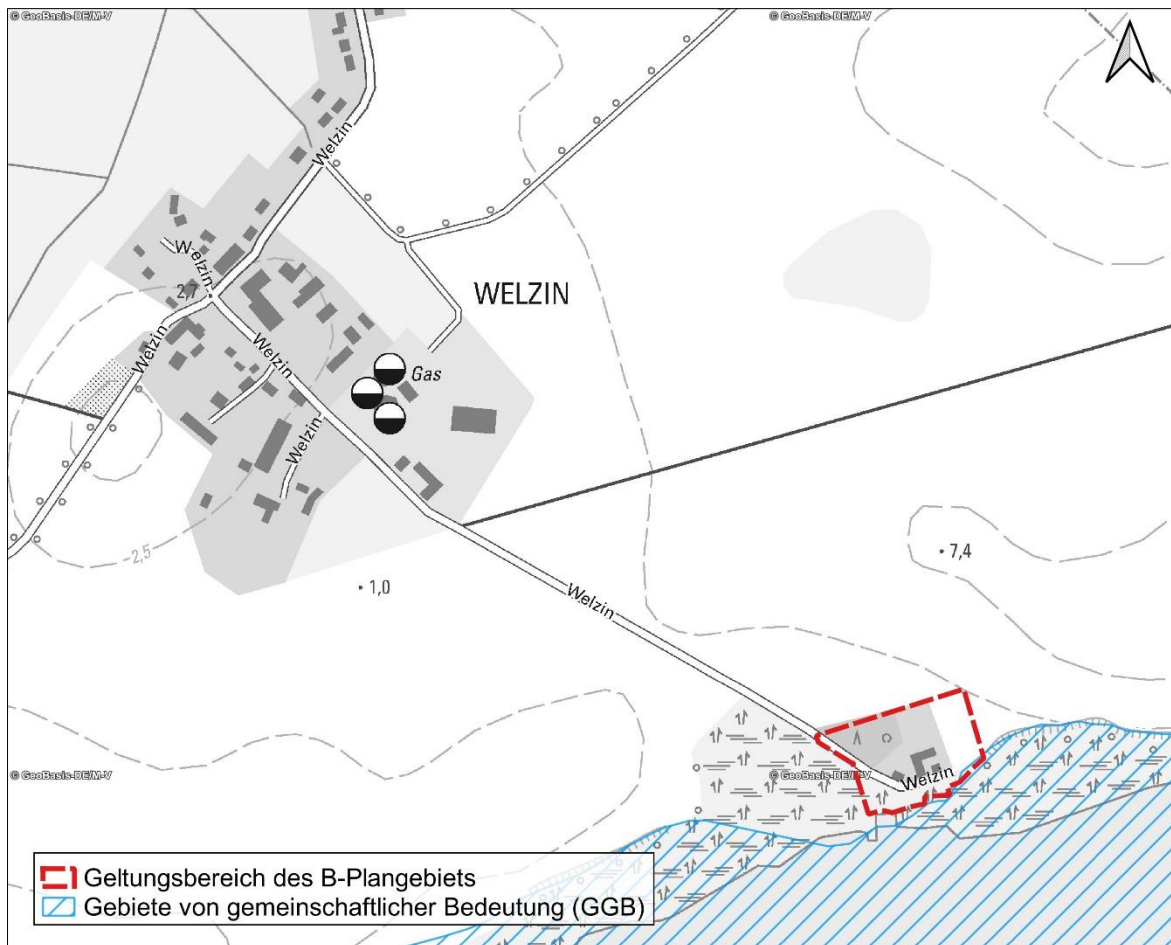 © GeoBasis-DE/M-V
© GeoBasis-DE/M-V
Welzin
Welzin
2,7
WELZIN
Welzin
Welzin
Gas
Welzin
2,5
1,0
7,4
Welzin
© GeoBasis-DE/M-V
© GeoBasis-DE/M-V
Welzin
Geltungsbereich des B-Plangebiets
Gebiete von gemeinschaftlicher Bedeutung (GGB)